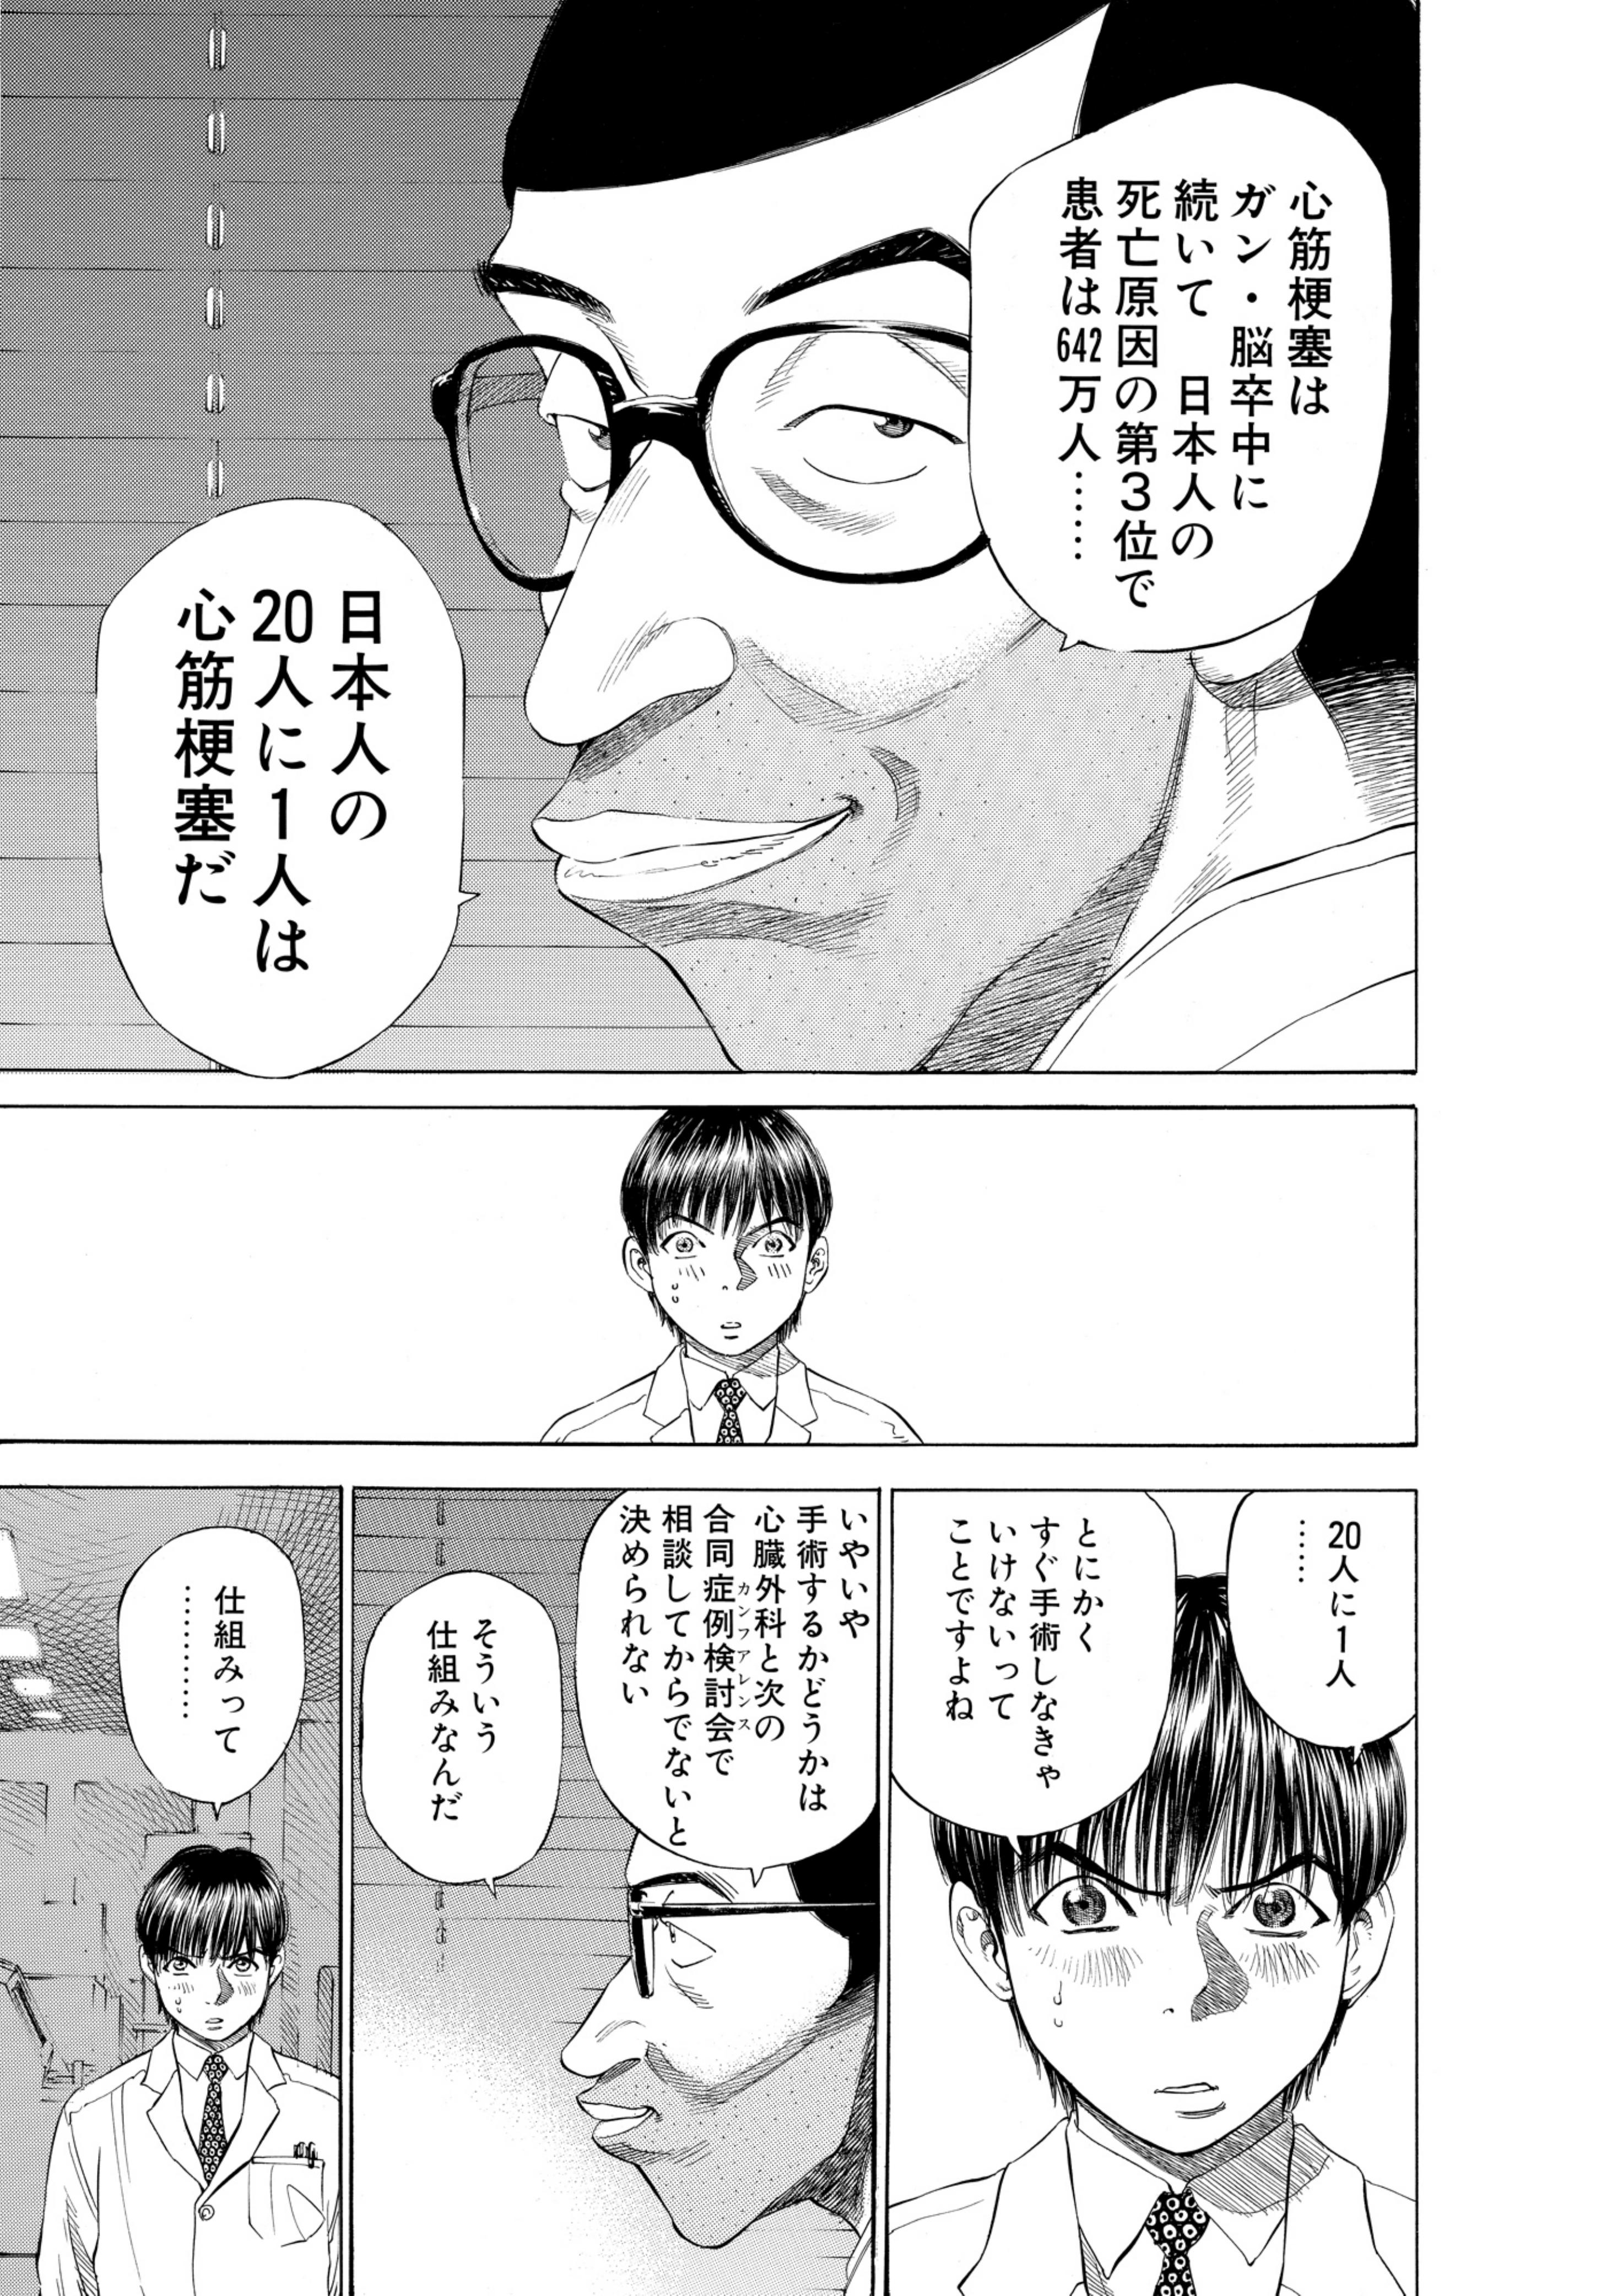 心筋梗塞は
ガン・脳卒中に
続いて 日本人の
死亡原因の第3位で
患者は642万人……
日本人の
20人に1人は
心筋梗塞だ
20人に1人
……
とにかく
すぐ手術しなきゃ
いけないって
ことですよね
いやいや
手術するかどうかは
心臓外科と次の
合同症例検討会で
カンファレンス
相談してからでないと
決められない
そういう
仕組みなんだ
仕組みって
…………